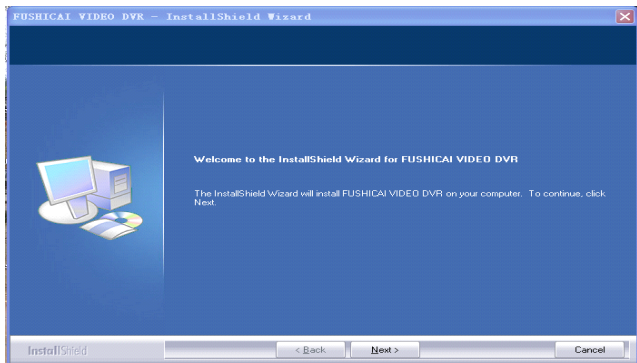 FUSHICAI VIDEO DVR - InstallShield Wizard
Welcome to the InstallShield Wizard for FUSHICAI VIDEO DVR
The InstallShield Wizard will install FUSHICAI VIDEO DVR on your computer. To continue, click
Next.
InstallShield
< Back
Next >
Cancel